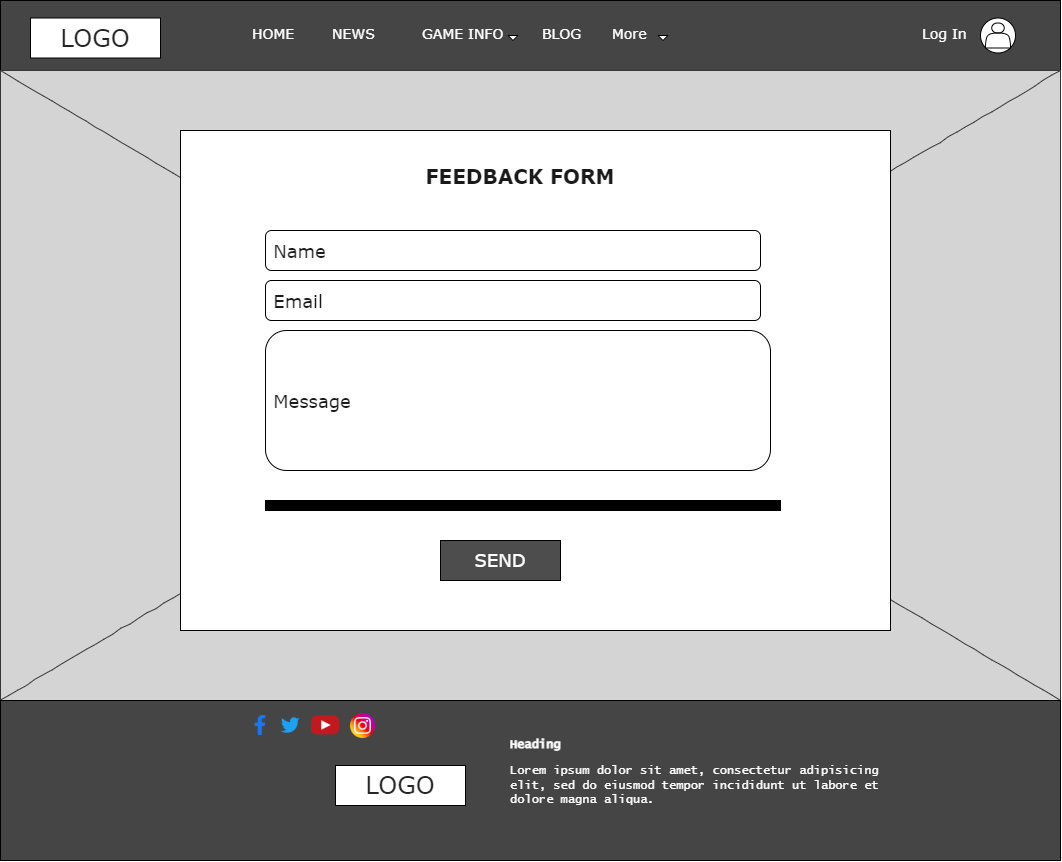 LOGO HOME NEWS GAME INFO BLOG More Log In
FEEDBACK FORM
Name
Email
Message
SEND
Heading
Lorem ipsum dolor sit amet, consectetur adipisicing
elit, sed do eiusmod tempor incididunt ut labore et
dolore magna aliqua.
LOGO